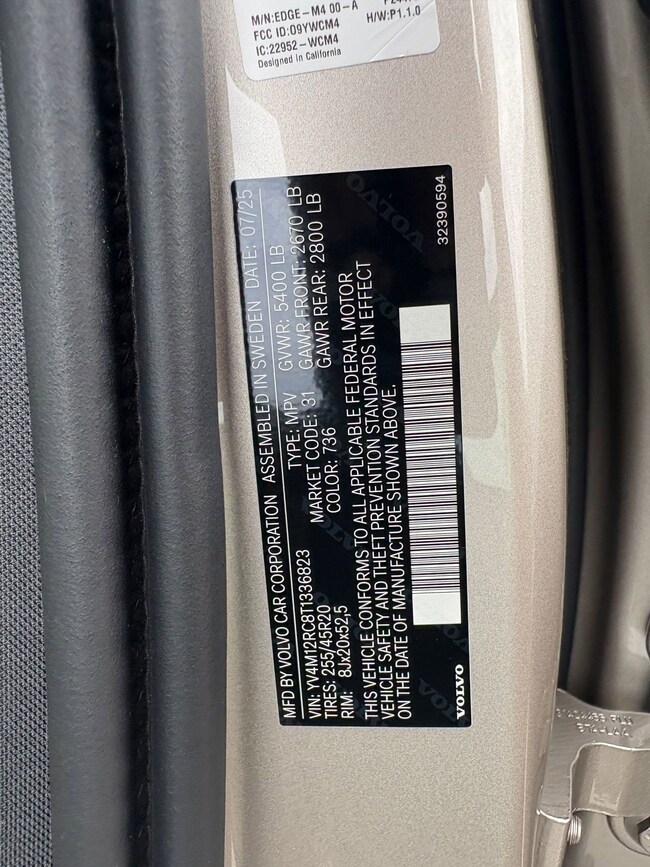 M/N:EDGE-M4 00-A
FCC ID:O9YWCM4
H/W:P1.1.0
IC:22952-WCM4
Designed in California
MFD BY VOLVO CAR CORPORATION ASSEMBLED IN SWEDEN DATE: 07/25
VIN: YV4M12RC8T1336823 TYPE: MPV GVWR: 5400 LB
TIRES: 255/45R20 MARKET CODE: 31 GAWR FRONT: 2670 LB
RIM: 8Jx20x52,5 COLOR: 736 GAWR REAR: 2800 LB
THIS VEHICLE CONFORMS TO ALL APPLICABLE FEDERAL MOTOR
VEHICLE SAFETY AND THEFT PREVENTION STANDARDS IN EFFECT
ON THE DATE OF MANUFACTURE SHOWN ABOVE.
VOLVO
32390594